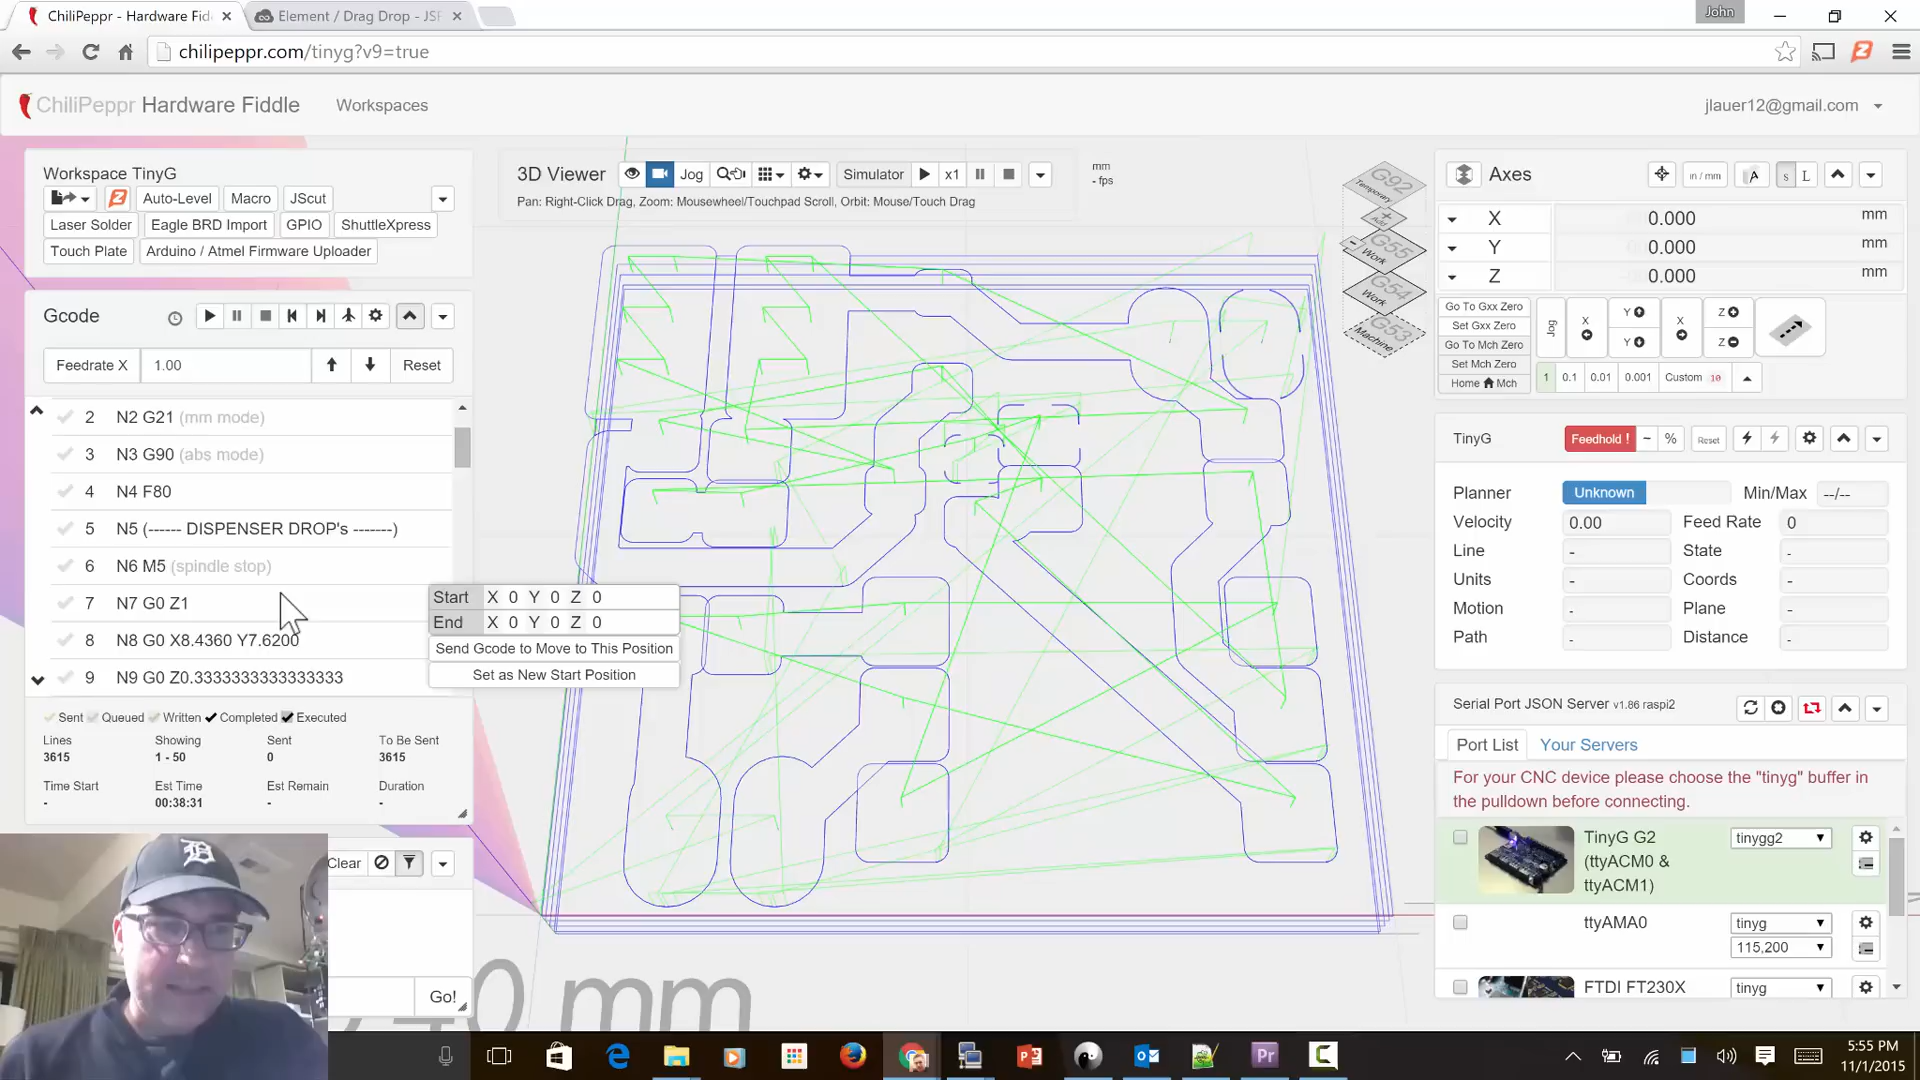 ChiliPeppr - Hardware Fiddle
Element / Drag Drop - JSF
John
chilipeppr.com/tinyg?v9=true
ChiliPeppr Hardware Fiddle
Workspaces
jlauer12@gmail.com
Workspace TinyG
Auto-Level
Macro
JScut
Laser Solder
Eagle BRD Import
GPIO
ShuttleXpress
Touch Plate
Arduino / Atmel Firmware Uploader
Gcode
Feedrate X
1.00
Reset
2 N2 G21 (mm mode)
3 N3 G90 (abs mode)
4 N4 F80
5 N5 (------ DISPENSER DROP's -------)
6 N6 M5 (spindle stop)
7 N7 G0 Z1
8 N8 G0 X8.4360 Y7.6200
9 N9 G0 Z0.3333333333333333
Start X 0 Y 0 Z 0
End X 0 Y 0 Z 0
Send Gcode to Move to This Position
Set as New Start Position
Sent Queued Written Completed Executed
Lines Showing Sent To Be Sent
3615 1 - 50 0 3615
Time Start Est Time Est Remain Duration
- 00:38:31 - -
Clear
Go!
3D Viewer
Jog
Simulator
x1
mm
- fps
Pan: Right-Click Drag, Zoom: Mousewheel/Touchpad Scroll, Orbit: Mouse/Touch Drag
G92
Temporary
Add
G55
Work
G54
Work
G53
Machine
40 mm
Axes
in / mm
A
s
L
X 0.000 mm
Y 0.000 mm
Z 0.000 mm
Go To Gxx Zero
Set Gxx Zero
Go To Mch Zero
Set Mch Zero
Home Mch
Jog
X
Y
Y
X
Z
Z
1
0.1
0.01
0.001
Custom 10
TinyG
Feedhold !
~
%
Reset
Planner Unknown Min/Max --/--
Velocity 0.00 Feed Rate 0
Line - State -
Units - Coords -
Motion - Plane -
Path - Distance -
Serial Port JSON Server v1.86 raspi2
Port List
Your Servers
For your CNC device please choose the "tinyg" buffer in
the pulldown before connecting.
TinyG G2
(ttyACM0 &
ttyACM1)
tinygg2
ttyAMA0
tinyg
115,200
FTDI FT230X
tinyg
D
5:55 PM
11/1/2015